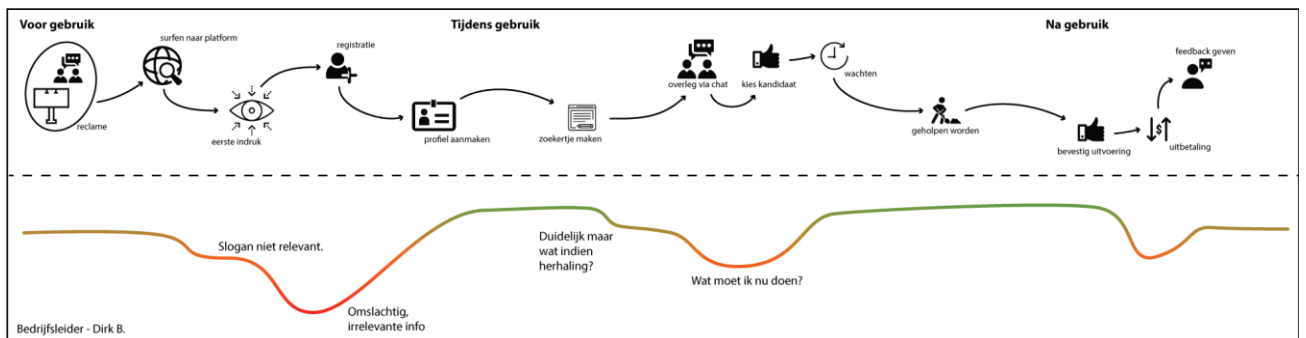 Voor gebruik
Tijdens gebruik
Na gebruik
reclame
surfen naar platform
eerste indruk
registratie
profiel aanmaken
zoekertje maken
overleg via chat
kies kandidaat
wachten
geholpen worden
bevestig uitvoering
$
uitbetaling
feedback geven
Slogan niet relevant.
Omslachtig,
irrelevante info
Duidelijk maar
wat indien
herhaling?
Wat moet ik nu doen?
Bedrijfsleider - Dirk B.